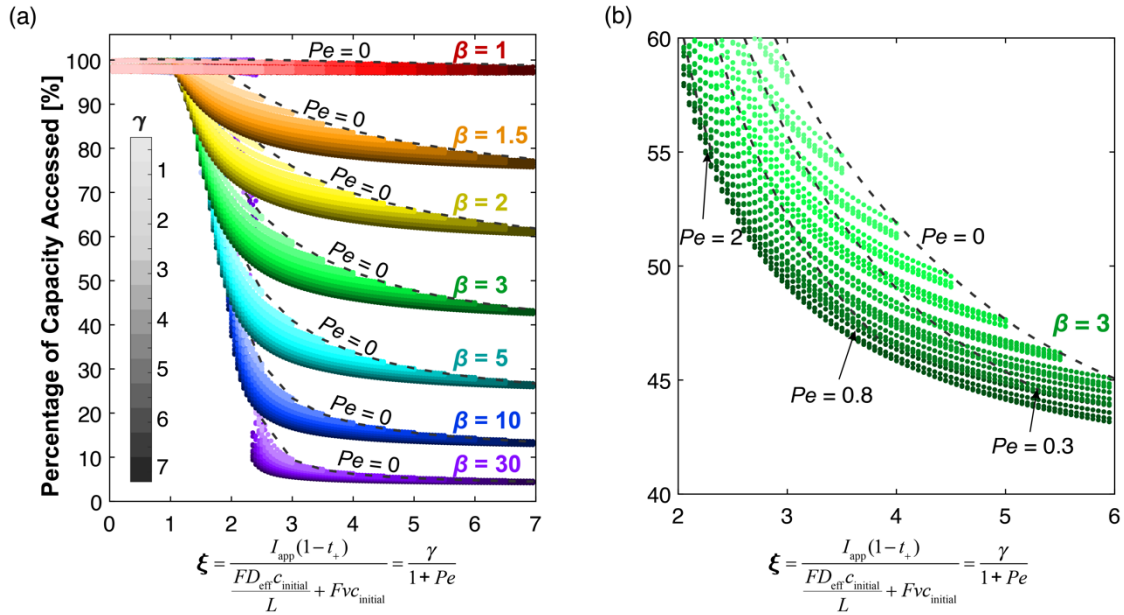 (a)
Percentage of Capacity Accessed [%]
100
90
80
70
60
50
40
30
20
10
0
γ
1
2
3
4
5
6
7
Pe = 0
β = 1
Pe = 0
β = 1.5
Pe = 0
β = 2
Pe = 0
β = 3
Pe = 0
β = 5
Pe = 0
β = 10
Pe = 0
β = 30
0 1 2 3 4 5 6 7
ξ = I_app(1−t_+) / (FD_eff c_initial / L + Fvc_initial) = γ / (1 + Pe)
(b)
60
55
50
45
40
Pe = 2
Pe = 0
β = 3
Pe = 0.8
Pe = 0.3
2 3 4 5 6
ξ = I_app(1−t_+) / (FD_eff c_initial / L + Fvc_initial) = γ / (1 + Pe)